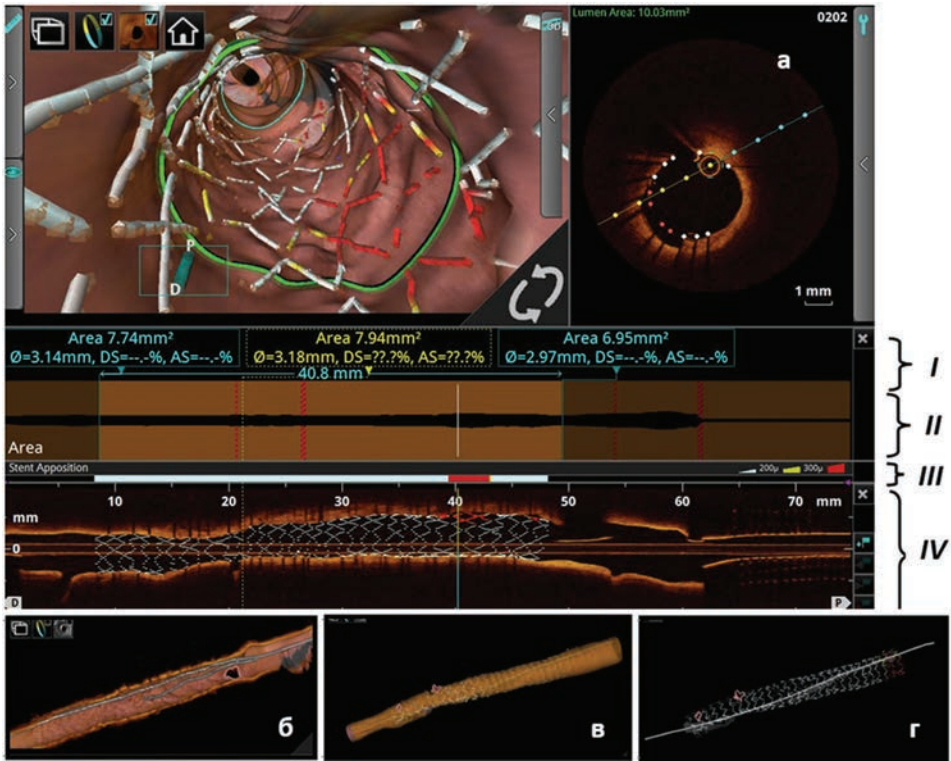 Lumen Area: 10.03mm²
0202
3D
a
P
D
1 mm
Area 7.74mm²
Ø=3.14mm, DS=--.-%, AS=--.-%
Area 7.94mm²
Ø=3.18mm, DS=??.?%, AS=??.?%
Area 6.95mm²
Ø=2.97mm, DS=--.-%, AS=--.-%
40.8 mm
I
Area
II
Stent Apposition
200µ
300µ
III
10 20 30 40 50 60 70 mm
mm
0
D
P
IV
б
в
г